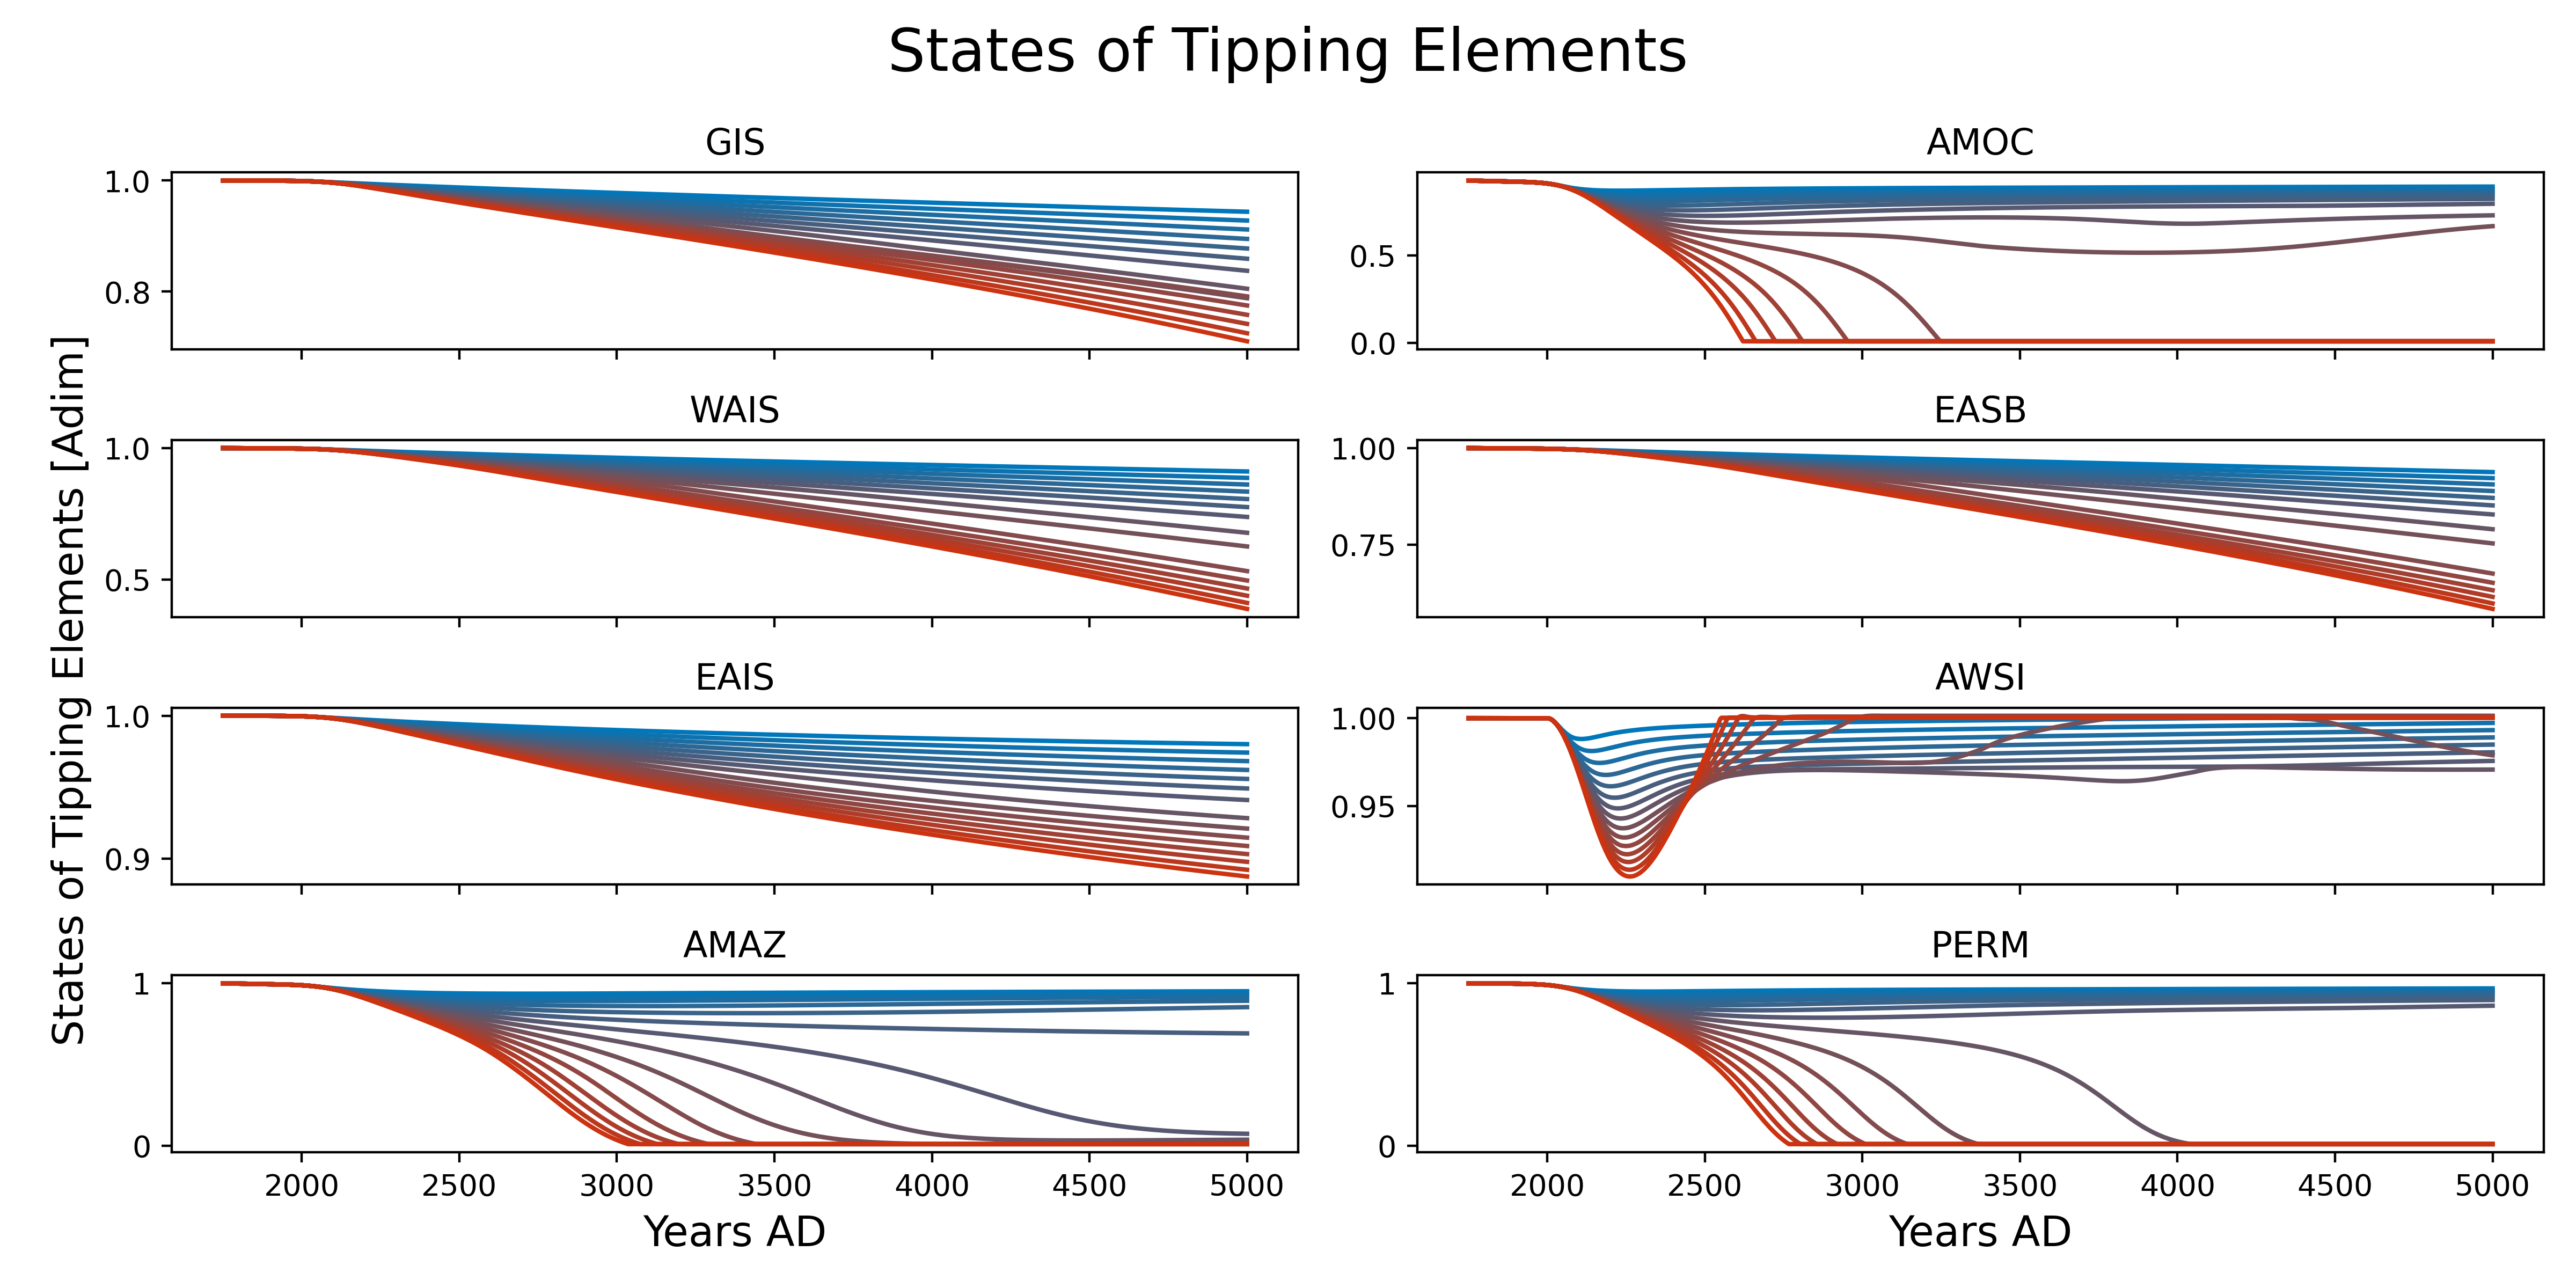 States of Tipping Elements
States of Tipping Elements [Adim]
GIS
1.0
0.8
AMOC
0.5
0.0
WAIS
1.0
0.5
EASB
1.00
0.75
EAIS
1.0
0.9
AWSI
1.00
0.95
AMAZ
1
0
2000 2500 3000 3500 4000 4500 5000
Years AD
PERM
1
0
2000 2500 3000 3500 4000 4500 5000
Years AD